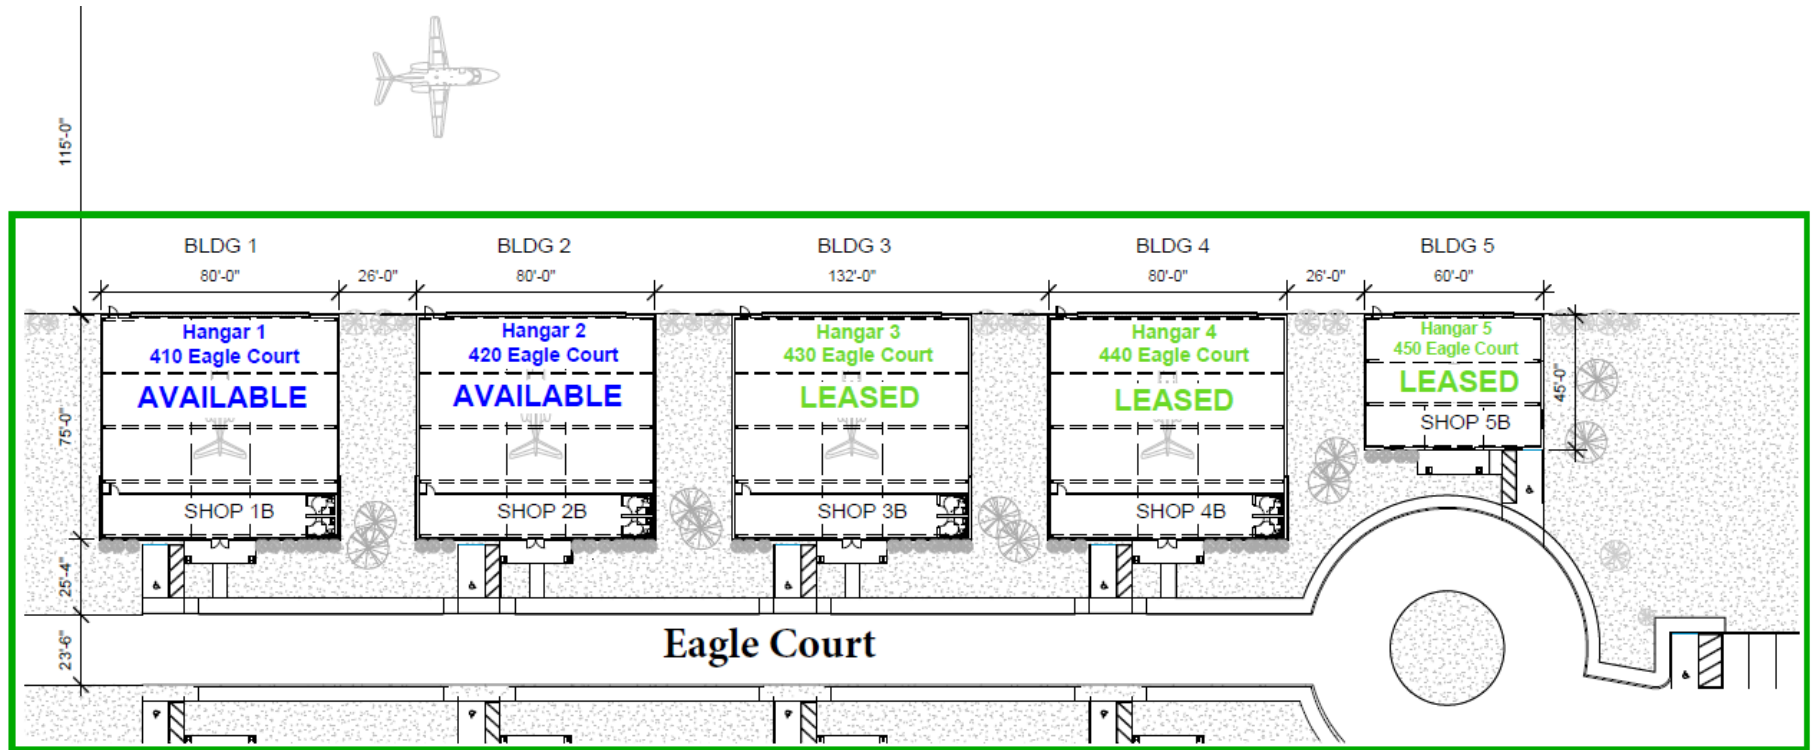 115'-0"
BLDG 1
BLDG 2
BLDG 3
BLDG 4
BLDG 5
80'-0"
26'-0"
80'-0"
132'-0"
80'-0"
26'-0"
60'-0"
Hangar 1
410 Eagle Court
AVAILABLE
SHOP 1B
Hangar 2
420 Eagle Court
AVAILABLE
SHOP 2B
Hangar 3
430 Eagle Court
LEASED
SHOP 3B
Hangar 4
440 Eagle Court
LEASED
SHOP 4B
Hangar 5
450 Eagle Court
LEASED
SHOP 5B
45'-0"
75'-0"
25'-4"
23'-6"
Eagle Court